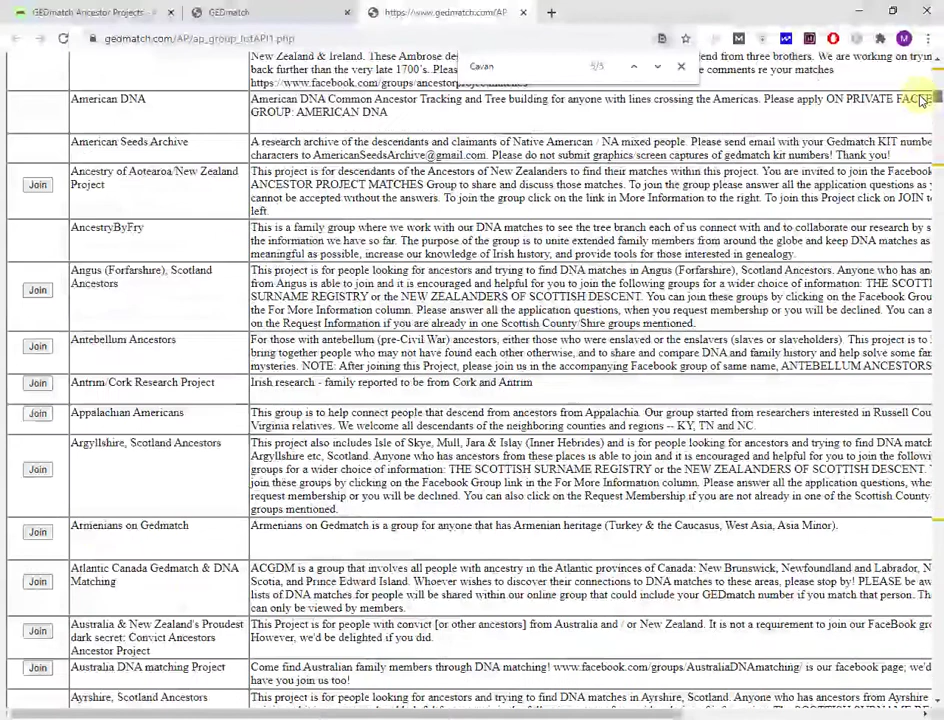 GEDmatch Ancestor Projects -
GEDmatch
https://www.gedmatch.com/AP
gedmatch.com/AP/ap_group_listAPI1.php
Cavan 5/5
New Zealand & Ireland. These Ambrose de end from three brothers. We are working on tryin
back further than the very late 1700's. Please e comments re your matches
American DNA
American DNA Common Ancestor Tracking and Tree building for anyone with lines crossing the Americas. Please apply ON PRIVATE
GROUP: AMERICAN DNA
American Seeds Archive
A research archive of the descendants and claimants of Native American / NA mixed people. Please send email with your Gedmatch KIT numbe
characters to AmericanSeedsArchive@gmail.com. Please do not submit graphics/screen captures of gedmatch kit numbers! Thank you!
Join
Ancestry of Aotearoa/New Zealand
Project
This project is for descendants of the Ancestors of New Zealanders to find their matches within this project. You are invited to join the Facebook
ANCESTOR PROJECT MATCHES Group to share and discuss those matches. To join the group please answer all the application questions as y
cannot be accepted without the answers. To join the group click on the link in More Information to the right. To join this Project click on JOIN to
left.
AncestryByFry
This is a family group where we work with our DNA matches to see the tree branch each of us connect with and to collaborate our research by s
the information we have so far. The purpose of the group is to unite extended family members from around the globe and keep DNA matches as
meaningful as possible, increase our knowledge of Irish history, and provide tools for those interested in genealogy.
Join
Angus (Forfarshire), Scotland
Ancestors
This project is for people looking for ancestors and trying to find DNA matches in Angus (Forfarshire), Scotland Ancestors. Anyone who has an
from Angus is able to join and it is encouraged and helpful for you to join the following groups for a wider choice of information: THE SCOTT
SURNAME REGISTRY or the NEW ZEALANDERS OF SCOTTISH DESCENT. You can join these groups by clicking on the Facebook Grou
the For More Information column. Please answer all the application questions, when you request membership or you will be declined. You can a
on the Request Information if you are already in one Scottish County/Shire groups mentioned.
Join
Antebellum Ancestors
For those with antebellum (pre-Civil War) ancestors, either those who were enslaved or the enslavers (slaves or slaveholders). This project is to
bring together people who may not have found each other otherwise, and to share and compare DNA and family history and help solve some fam
mysteries. NOTE: After joining this Project, please join us in the accompanying Facebook group of same name, ANTEBELLUM ANCESTORS
Join
Antrim/Cork Research Project
Irish research - family reported to be from Cork and Antrim
Join
Appalachian Americans
This group is to help connect people that descend from ancestors from Appalachia. Our group started from researchers interested in Russell Cou
Virginia relatives. We welcome all descendants of the neighboring counties and regions -- KY, TN and NC.
Join
Argyllshire, Scotland Ancestors
This project also includes Isle of Skye, Mull, Jara & Islay (Inner Hebrides) and is for people looking for ancestors and trying to find DNA match
Argyllshire etc, Scotland. Anyone who has ancestors from these places is able to join and it is encouraged and helpful for you to join the followi
groups for a wider choice of information: THE SCOTTISH SURNAME REGISTRY or the NEW ZEALANDERS OF SCOTTISH DESCENT.
join these groups by clicking on the Facebook Group link in the For More Information column. Please answer all the application questions, whe
request membership or you will be declined. You can also click on the Request Membership if you are not already in one of the Scottish County
groups mentioned.
Join
Armenians on Gedmatch
Armenians on Gedmatch is a group for anyone that has Armenian heritage (Turkey & the Caucasus, West Asia, Asia Minor).
Join
Atlantic Canada Gedmatch & DNA
Matching
ACGDM is a group that involves all people with ancestry in the Atlantic provinces of Canada: New Brunswick, Newfoundland and Labrador, N
Scotia, and Prince Edward Island. Whoever wishes to discover their connections to DNA matches to these areas, please stop by! PLEASE be aw
lists of DNA matches for people will be shared within our online group that could include your GEDmatch number if you match that person. Th
can only be viewed by members.
Join
Australia & New Zealand's Proudest
dark secret: Convict Ancestors
Ancestor Project
This Project is for people with convict [or other ancestors] from Australia and / or New Zealand. It is not a requrement to join our FaceBook gro
However, we'd be delighted if you did.
Join
Australia DNA matching Project
Come find Australian family members through DNA matching! www.facebook.com/groups/AustraliaDNAmatching/ is our facebook page; we'd
have you join us too!
Ayrshire, Scotland Ancestors
This project is for people looking for ancestors and trying to find DNA matches in Ayrshire, Scotland. Anyone who has ancestors from Ayrshire